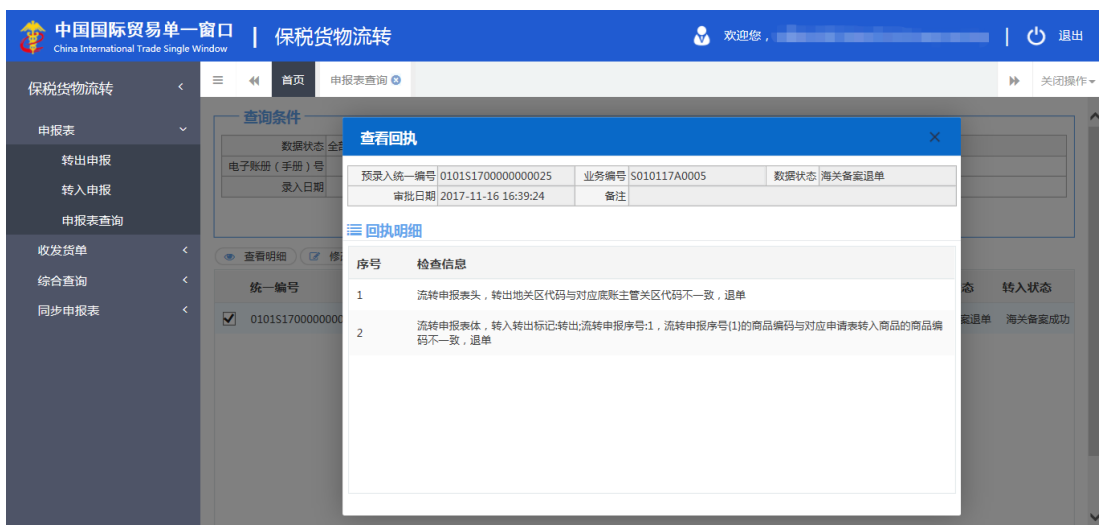 中国国际贸易单一窗口
China International Trade Single Window
保税货物流转
欢迎您，
退出
保税货物流转
首页
申报表查询
关闭操作
申报表
转出申报
转入申报
申报表查询
收发货单
综合查询
同步申报表
查询条件
数据状态
电子账册（手册）号
录入日期
查看明细
统一编号
转入状态
0101S1700000000
案退单
海关备案成功
查看回执
预录入统一编号 0101S1700000000025 业务编号 S010117A0005 数据状态 海关备案退单
审批日期 2017-11-16 16:39:24 备注
回执明细
序号 检查信息
1 流转申报表头，转出地关区代码与对应底账主管关区代码不一致，退单
2 流转申报表体，转入转出标记:转出;流转申报序号:1，流转申报序号{1}的商品编码与对应申请表转入商品的商品编
码不一致，退单